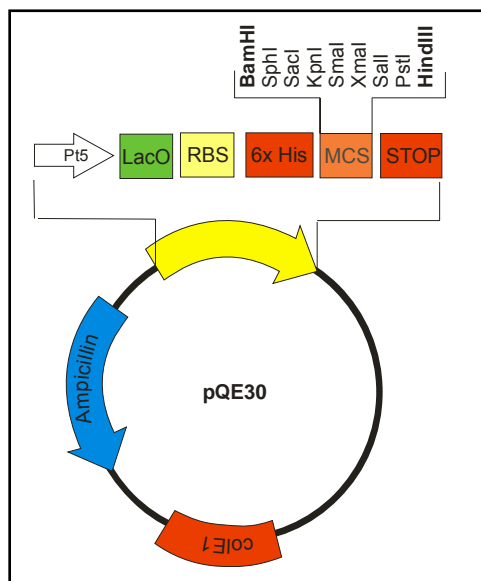 BamHI
SphI
SacI
KpnI
SmaI
XmaI
SalI
PstI
HindIII
Pt5
LacO
RBS
6x His
MCS
STOP
Ampicillin
pQE30
colE1